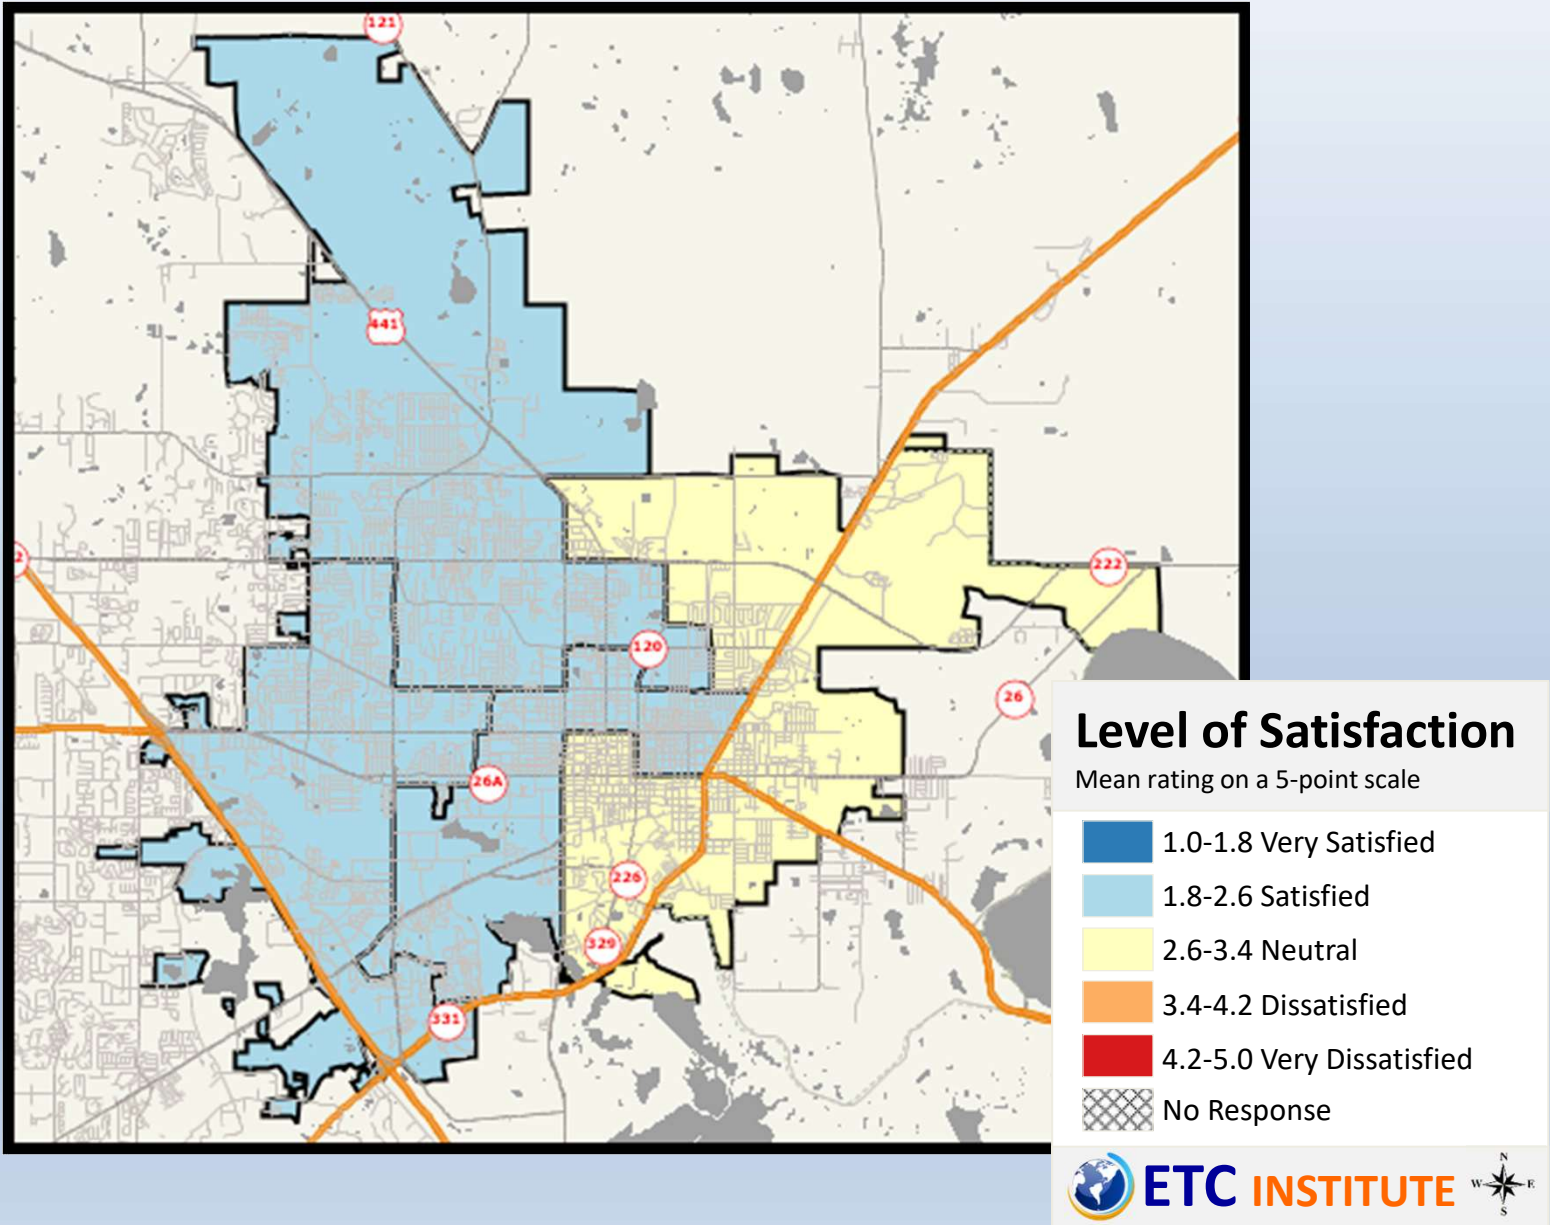 121
441
2
222
120
26
26A
226
329
331
Level of Satisfaction
Mean rating on a 5-point scale
1.0-1.8 Very Satisfied
1.8-2.6 Satisfied
2.6-3.4 Neutral
3.4-4.2 Dissatisfied
4.2-5.0 Very Dissatisfied
No Response
ETC INSTITUTE
N
W E
S